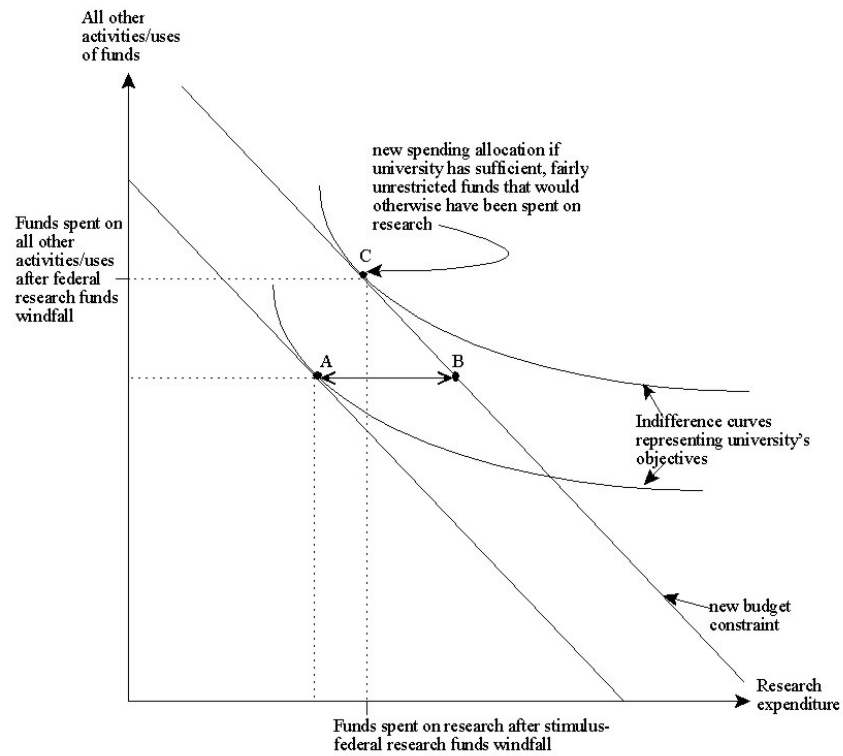 All other
activities/uses
of funds
new spending allocation if
university has sufficient, fairly
unrestricted funds that would
otherwise have been spent on
research
Funds spent on
all other
activities/uses
after federal
research funds
windfall
C
A
B
Indifference curves
representing university's
objectives
new budget
constraint
Research
expenditure
Funds spent on research after stimulus-
federal research funds windfall